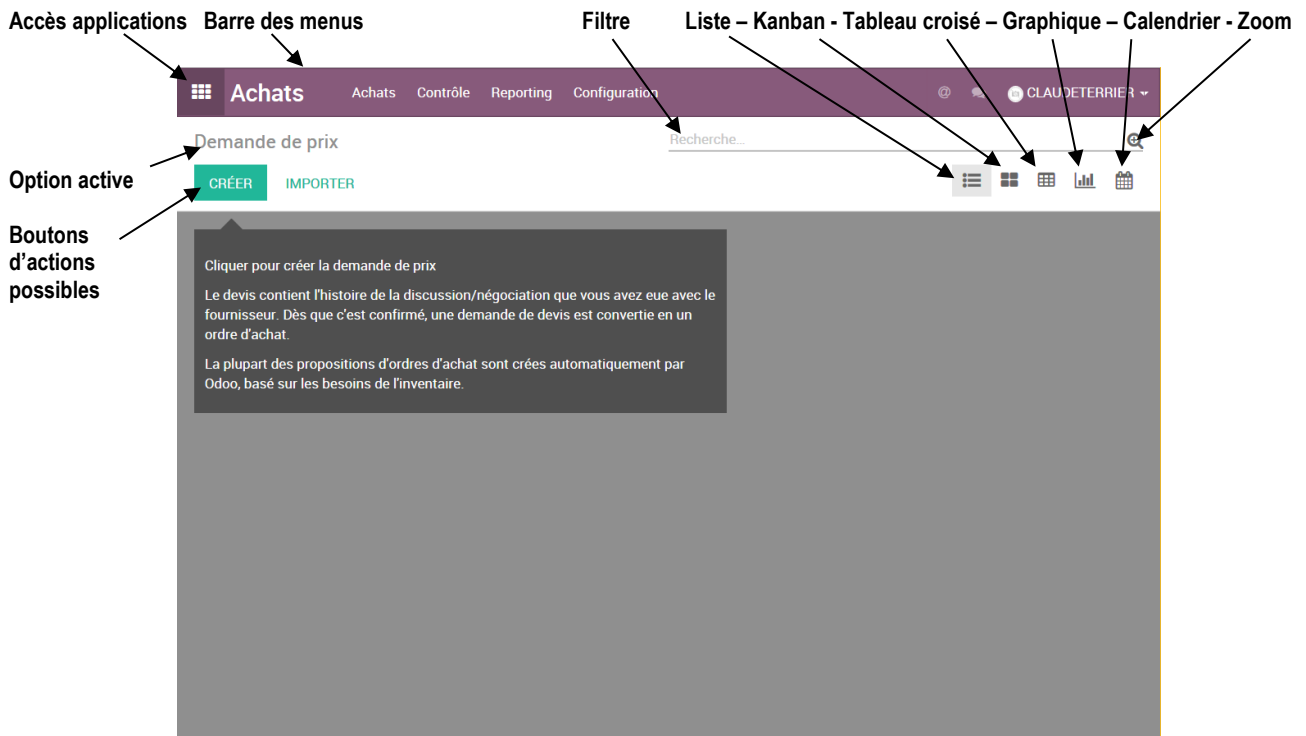 Accès applications Barre des menus Filtre Liste – Kanban - Tableau croisé – Graphique – Calendrier - Zoom
Achats Achats Contrôle Reporting Configuration @ CLAUDETERRIER
Demande de prix Recherche...
Option active
CRÉER IMPORTER
Boutons
d'actions
possibles
Cliquer pour créer la demande de prix
Le devis contient l'histoire de la discussion/négociation que vous avez eue avec le
fournisseur. Dès que c'est confirmé, une demande de devis est convertie en un
ordre d'achat.
La plupart des propositions d'ordres d'achat sont crées automatiquement par
Odoo, basé sur les besoins de l'inventaire.